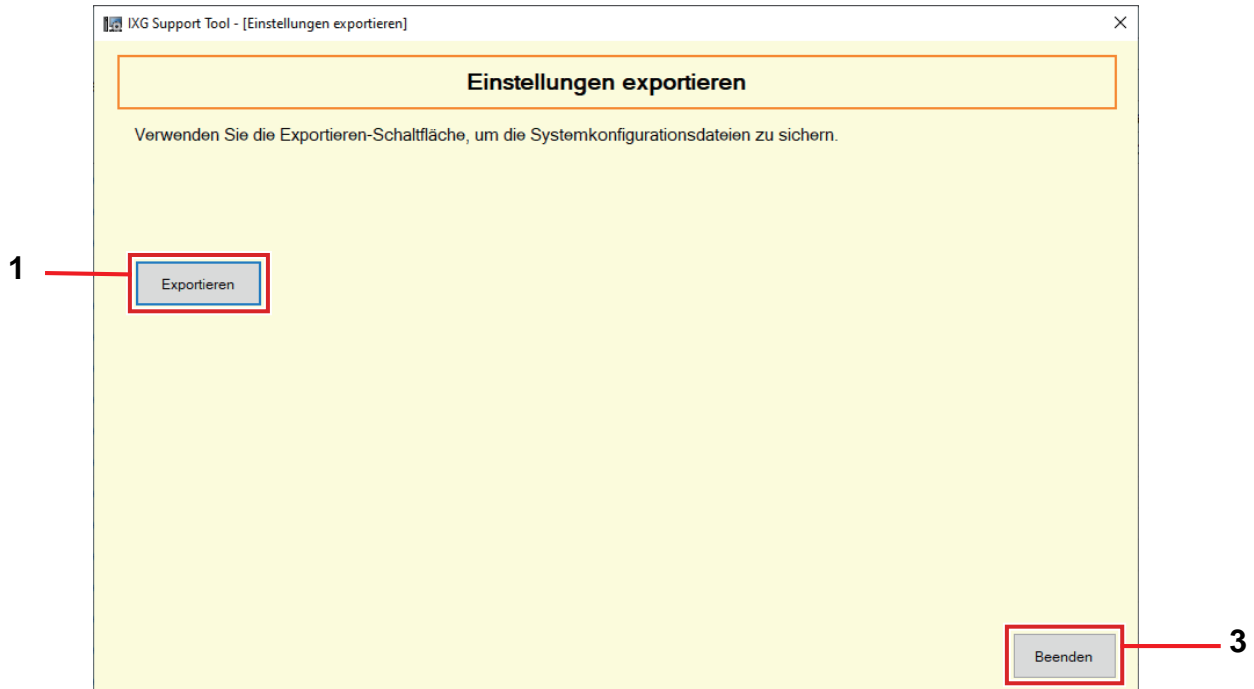 IXG Support Tool - [Einstellungen exportieren]
Einstellungen exportieren
Verwenden Sie die Exportieren-Schaltfläche, um die Systemkonfigurationsdateien zu sichern.
1
Exportieren
3
Beenden